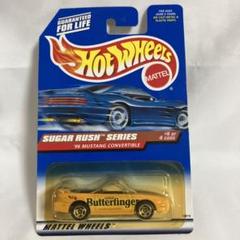 GUARANTEED
FOR LIFE
Hot Wheels
MATTEL
SUGAR RUSH SERIES
'96 MUSTANG CONVERTIBLE
Butterfinger
MATTEL WHEELS